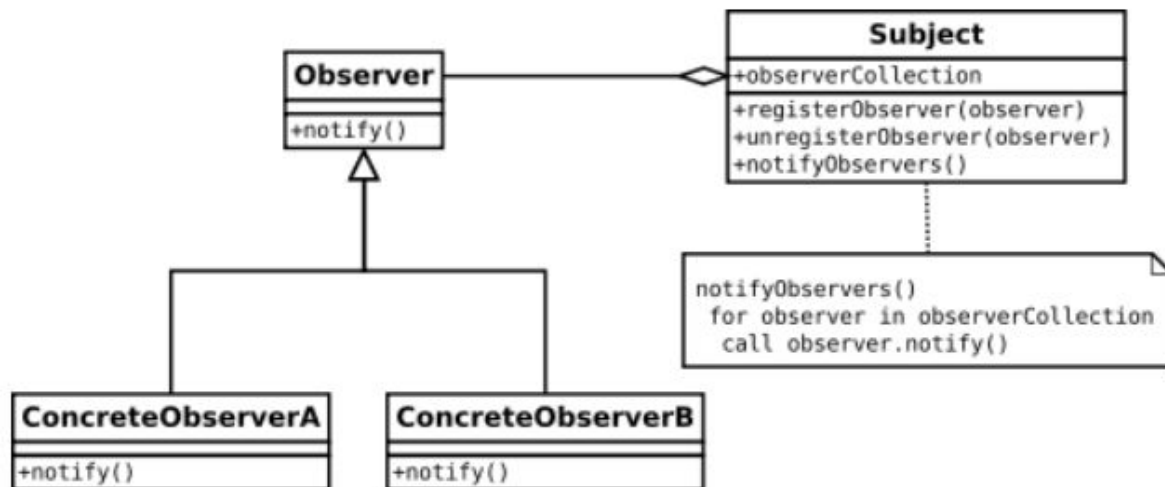 Observer
+notify()
Subject
+observerCollection
+registerObserver(observer)
+unregisterObserver(observer)
+notifyObservers()
notifyObservers()
for observer in observerCollection
call observer.notify()
ConcreteObserverA
+notify()
ConcreteObserverB
+notify()